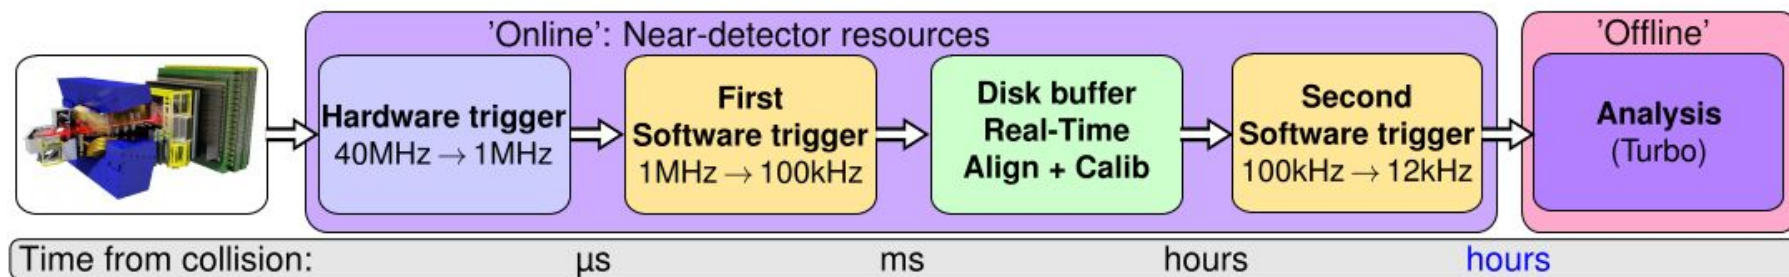 'Online': Near-detector resources
'Offline'
Hardware trigger
40MHz → 1MHz
First
Software trigger
1MHz → 100kHz
Disk buffer
Real-Time
Align + Calib
Second
Software trigger
100kHz → 12kHz
Analysis
(Turbo)
Time from collision: µs ms hours hours